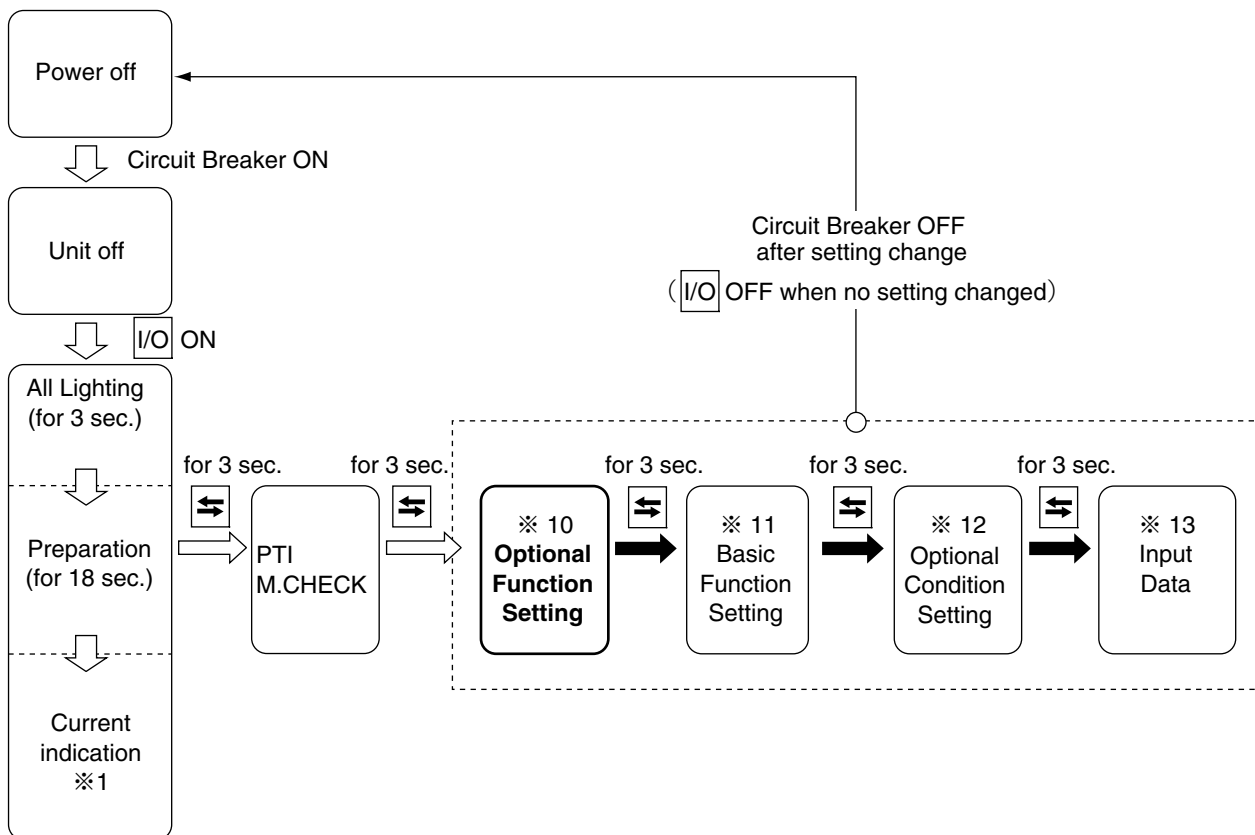 Power off
Circuit Breaker ON
Unit off
I/O ON
All Lighting
(for 3 sec.)
Preparation
(for 18 sec.)
Current
indication
※1
for 3 sec.
PTI
M.CHECK
for 3 sec.
Circuit Breaker OFF
after setting change
( I/O OFF when no setting changed)
※ 10
Optional
Function
Setting
for 3 sec.
※ 11
Basic
Function
Setting
for 3 sec.
※ 12
Optional
Condition
Setting
for 3 sec.
※ 13
Input
Data